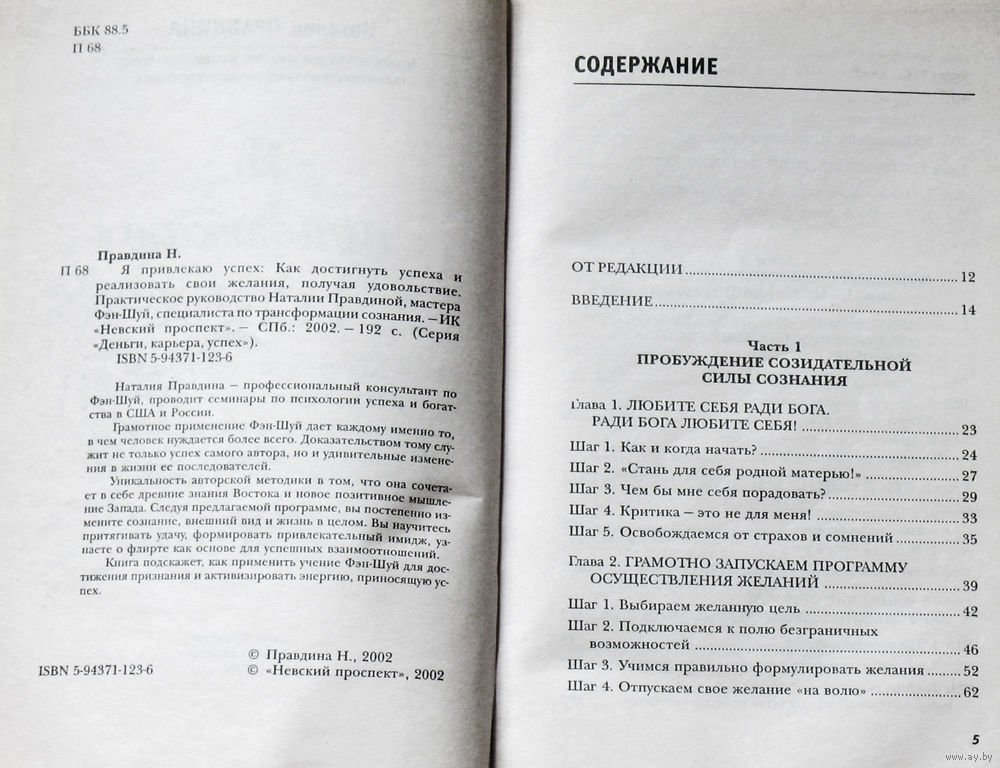 ББК 88.5
П 68
Правдина Н.
П 68 Я привлекаю успех: Как достигнуть успеха и
реализовать свои желания, получая удовольствие.
Практическое руководство Наталии Правдиной, мастера
Фэн-Шуй, специалиста по трансформации сознания. — ИК
«Невский проспект». — СПб.: 2002. — 192 с. (Серия
«Деньги, карьера, успех»).
ISBN 5-94371-123-6
Наталия Правдина — профессиональный консультант по
Фэн-Шуй, проводит семинары по психологии успеха и богат-
ства в США и России.
Грамотное применение Фэн-Шуй дает каждому именно то,
в чем человек нуждается более всего. Доказательством тому слу-
жит не только успех самого автора, но и удивительные измене-
ния в жизни ее последователей.
Уникальность авторской методики в том, что она сочета-
ет в себе древние знания Востока и новое позитивное мышле-
ние Запада. Следуя предлагаемой программе, вы постепенно из-
мените сознание, внешний вид и жизнь в целом. Вы научитесь
притягивать удачу, формировать привлекательный имидж, уз-
наете о флирте как основе для успешных взаимоотношений.
Книга подскажет, как применить учение Фэн-Шуй для дос-
тижения признания и активизировать энергию, приносящую ус-
пех.
© Правдина Н., 2002
ISBN 5-94371-123-6 © «Невский проспект», 2002
СОДЕРЖАНИЕ
ОТ РЕДАКЦИИ 12
ВВЕДЕНИЕ 14
Часть 1
ПРОБУЖДЕНИЕ СОЗИДАТЕЛЬНОЙ
СИЛЫ СОЗНАНИЯ
Глава 1. ЛЮБИТЕ СЕБЯ РАДИ БОГА.
РАДИ БОГА ЛЮБИТЕ СЕБЯ! 23
Шаг 1. Как и когда начать? 24
Шаг 2. «Стань для себя родной матерью!» 27
Шаг 3. Чем бы мне себя порадовать? 29
Шаг 4. Критика — это не для меня! 33
Шаг 5. Освобождаемся от страхов и сомнений 35
Глава 2. ГРАМОТНО ЗАПУСКАЕМ ПРОГРАММУ
ОСУЩЕСТВЛЕНИЯ ЖЕЛАНИЙ 39
Шаг 1. Выбираем желанную цель 42
Шаг 2. Подключаемся к полю безграничных
возможностей 46
Шаг 3. Учимся правильно формулировать желания 52
Шаг 4. Отпускаем свое желание «на волю» 62
5
www.ay.by